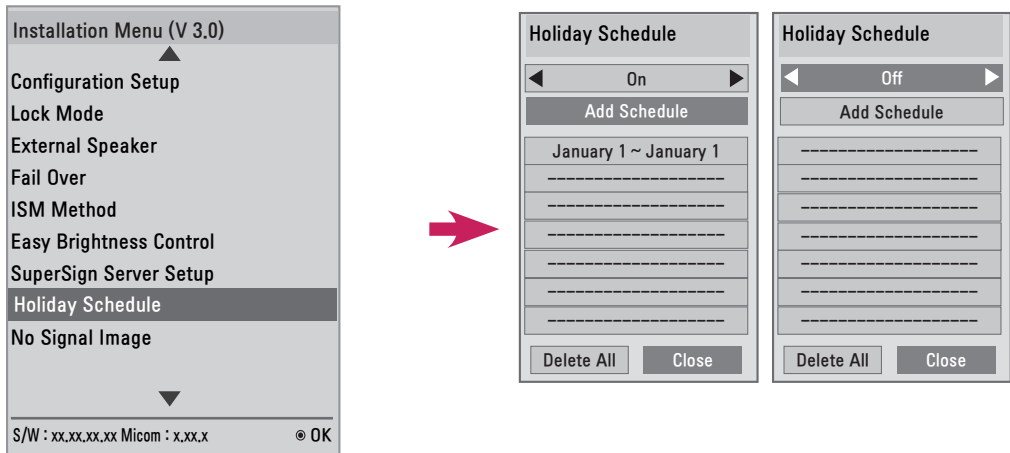 Installation Menu (V 3.0)
Configuration Setup
Lock Mode
External Speaker
Fail Over
ISM Method
Easy Brightness Control
SuperSign Server Setup
Holiday Schedule
No Signal Image
S/W : xx.xx.xx.xx Micom : x.xx.x ◉ OK
Holiday Schedule
On
Add Schedule
January 1 ~ January 1
-------------------
-------------------
-------------------
-------------------
-------------------
-------------------
Delete All Close
Holiday Schedule
Off
Add Schedule
-------------------
-------------------
-------------------
-------------------
-------------------
-------------------
-------------------
Delete All Close